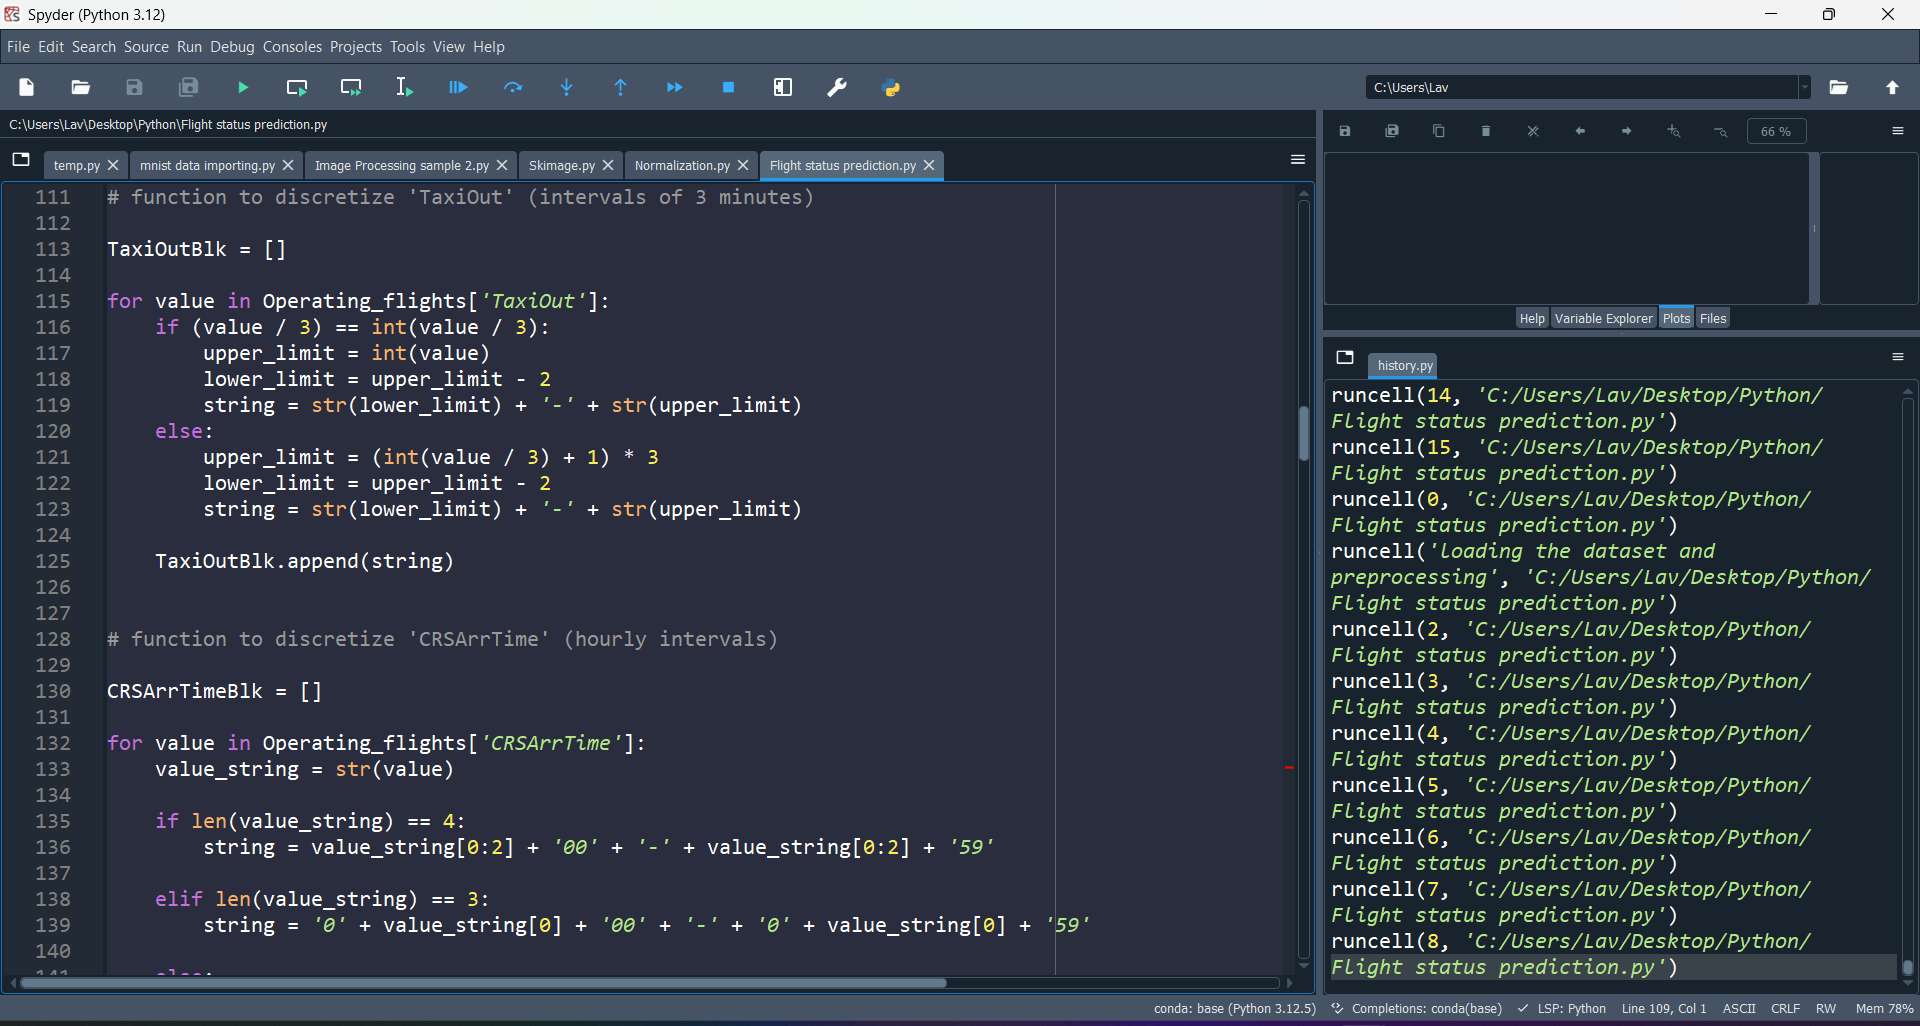 Spyder (Python 3.12)
File Edit Search Source Run Debug Consoles Projects Tools View Help
C:\Users\Lav
C:\Users\Lav\Desktop\Python\Flight status prediction.py
temp.py mnist data importing.py Image Processing sample 2.py Skimage.py Normalization.py Flight status prediction.py
111 # function to discretize 'TaxiOut' (intervals of 3 minutes)
112
113 TaxiOutBlk = []
114
115 for value in Operating_flights['TaxiOut']:
116     if (value / 3) == int(value / 3):
117         upper_limit = int(value)
118         lower_limit = upper_limit - 2
119         string = str(lower_limit) + '-' + str(upper_limit)
120     else:
121         upper_limit = (int(value / 3) + 1) * 3
122         lower_limit = upper_limit - 2
123         string = str(lower_limit) + '-' + str(upper_limit)
124
125     TaxiOutBlk.append(string)
126
127
128 # function to discretize 'CRSArrTime' (hourly intervals)
129
130 CRSArrTimeBlk = []
131
132 for value in Operating_flights['CRSArrTime']:
133     value_string = str(value)
134
135     if len(value_string) == 4:
136         string = value_string[0:2] + '00' + '-' + value_string[0:2] + '59'
137
138     elif len(value_string) == 3:
139         string = '0' + value_string[0] + '00' + '-' + '0' + value_string[0] + '59'
140
141     else:
66 %
Help Variable Explorer Plots Files
history.py
runcell(14, 'C:/Users/Lav/Desktop/Python/
Flight status prediction.py')
runcell(15, 'C:/Users/Lav/Desktop/Python/
Flight status prediction.py')
runcell(0, 'C:/Users/Lav/Desktop/Python/
Flight status prediction.py')
runcell('loading the dataset and
preprocessing', 'C:/Users/Lav/Desktop/Python/
Flight status prediction.py')
runcell(2, 'C:/Users/Lav/Desktop/Python/
Flight status prediction.py')
runcell(3, 'C:/Users/Lav/Desktop/Python/
Flight status prediction.py')
runcell(4, 'C:/Users/Lav/Desktop/Python/
Flight status prediction.py')
runcell(5, 'C:/Users/Lav/Desktop/Python/
Flight status prediction.py')
runcell(6, 'C:/Users/Lav/Desktop/Python/
Flight status prediction.py')
runcell(7, 'C:/Users/Lav/Desktop/Python/
Flight status prediction.py')
runcell(8, 'C:/Users/Lav/Desktop/Python/
Flight status prediction.py')
conda: base (Python 3.12.5) Completions: conda(base) LSP: Python Line 109, Col 1 ASCII CRLF RW Mem 78%